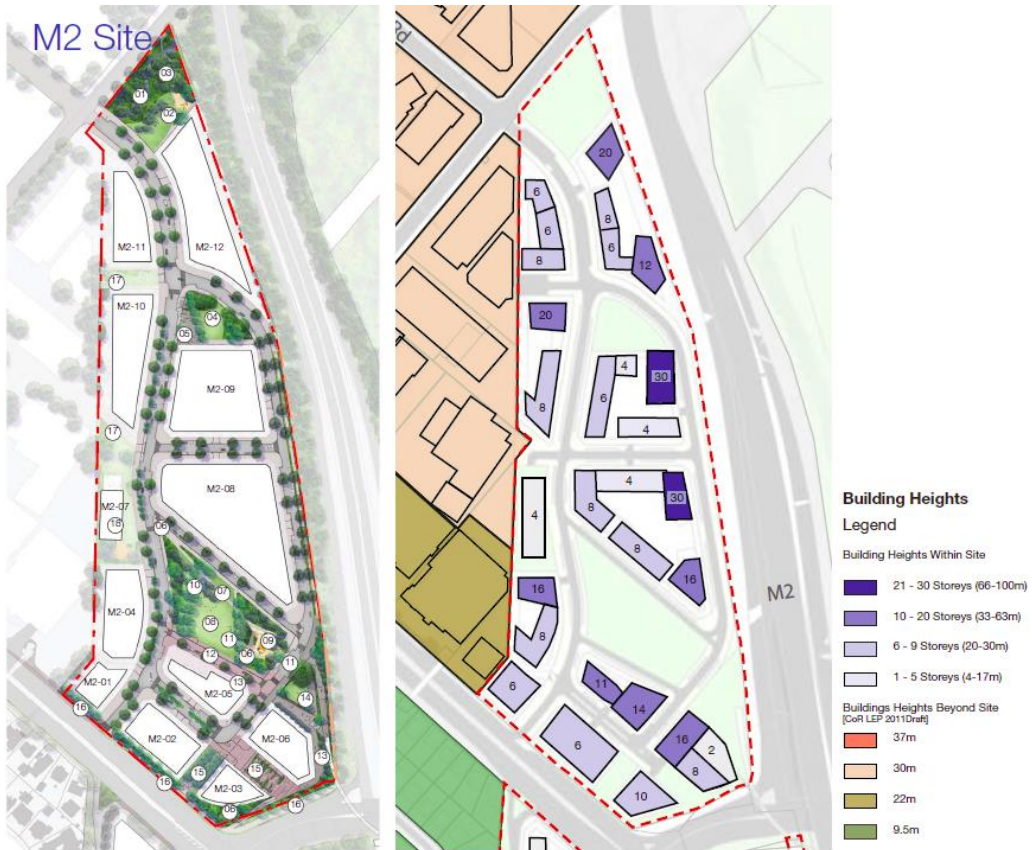 M2 Site
03
01
02
M2-11
M2-12
17
M2-10
04
05
M2-09
17
M2-08
M2-07
18
06
10
07
M2-04
08
11
09
12
06
11
M2-01
13
M2-05
14
16
M2-02
M2-06
13
15
15
16
M2-03
16
06
Rd
20
6
8
6
6
8
12
20
4
30
6
8
4
4
30
8
4
8
16
M2
16
8
11
6
14
16
2
6
8
10
Building Heights
Legend
Building Heights Within Site
21 - 30 Storeys (66-100m)
10 - 20 Storeys (33-63m)
6 - 9 Storeys (20-30m)
1 - 5 Storeys (4-17m)
Buildings Heights Beyond Site
[CoR LEP 2011Draft]
37m
30m
22m
9.5m